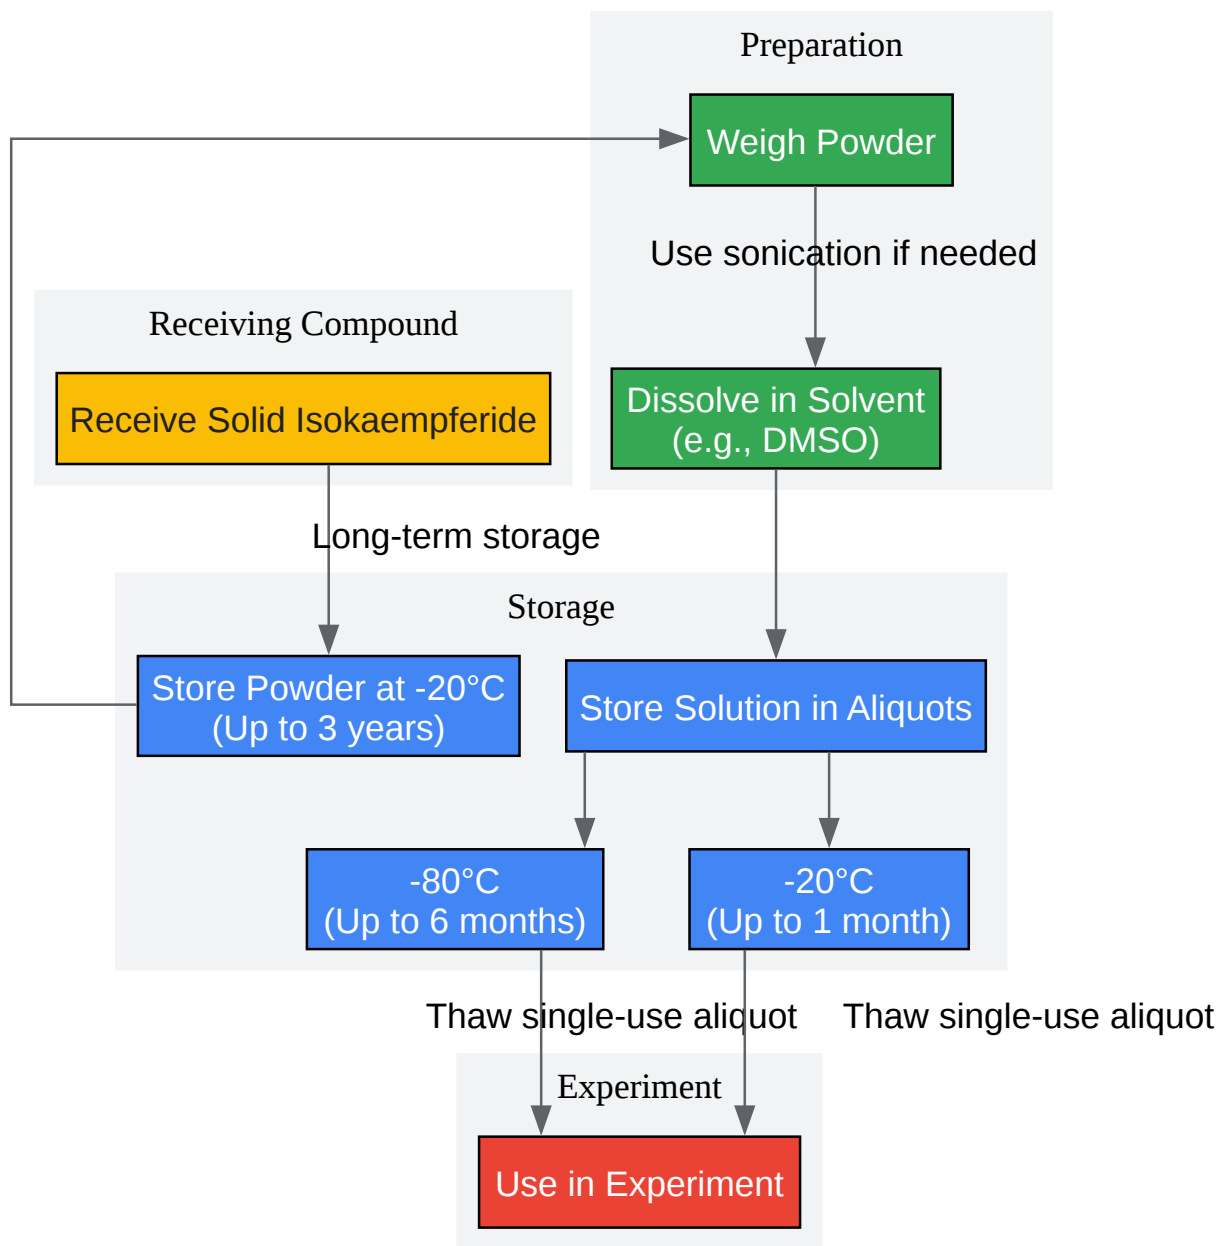 Preparation
Weigh Powder
Use sonication if needed
Receiving Compound
Receive Solid Isokaempferide
Dissolve in Solvent
(e.g., DMSO)
Long-term storage
Storage
Store Powder at -20°C
(Up to 3 years)
Store Solution in Aliquots
-80°C
(Up to 6 months)
-20°C
(Up to 1 month)
Thaw single-use aliquot
Thaw single-use aliquot
Experiment
Use in Experiment